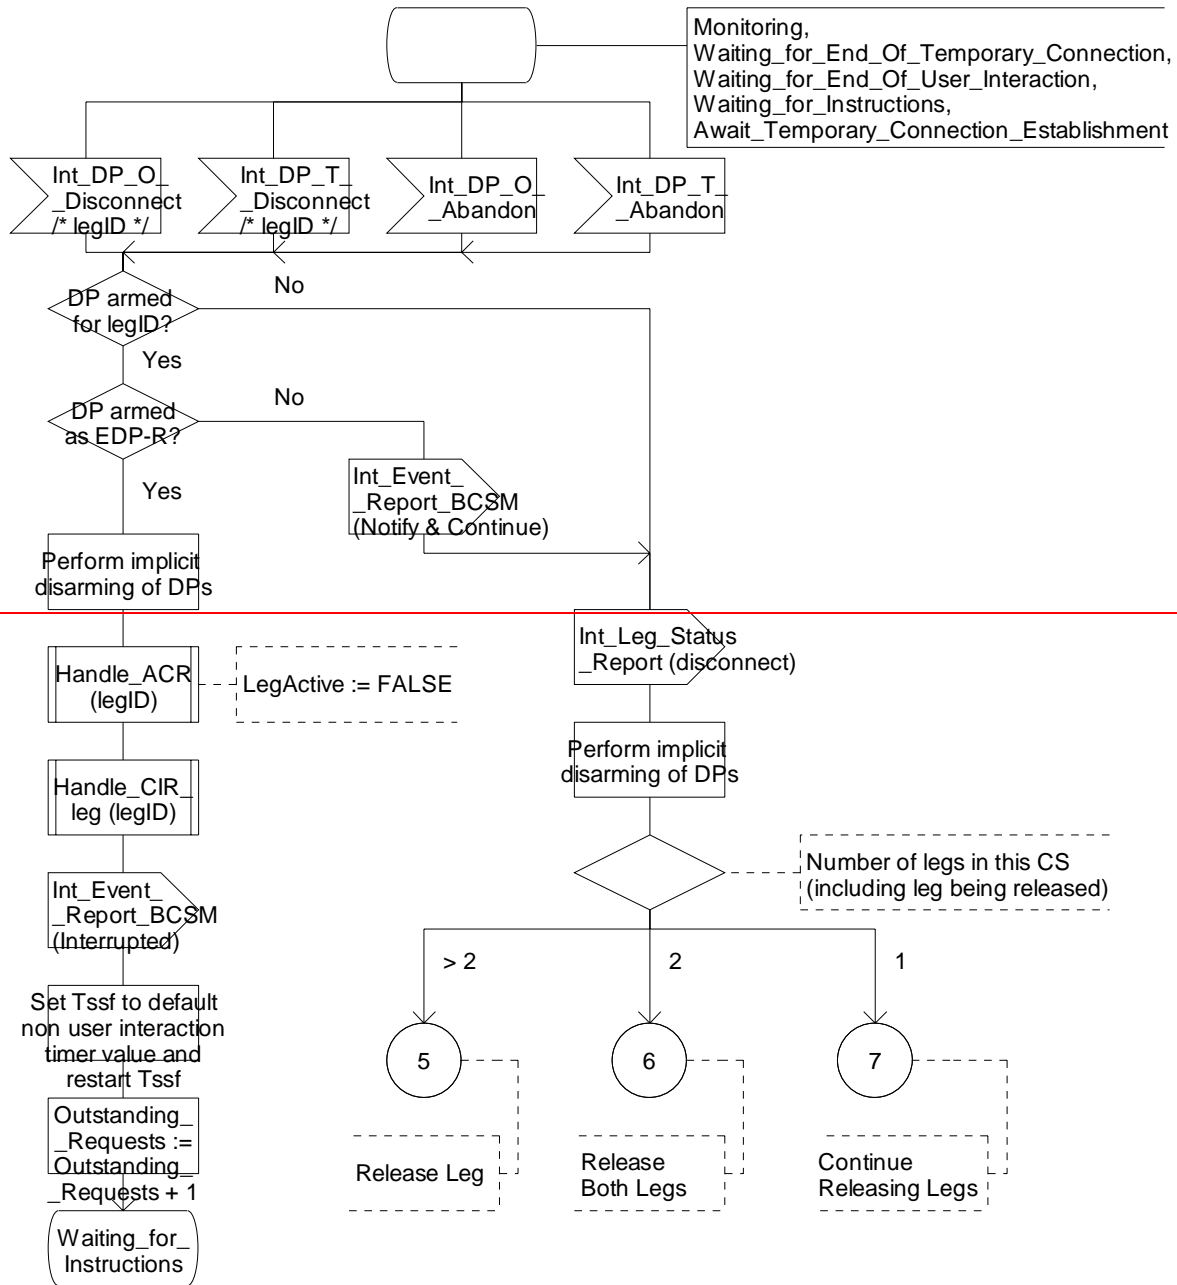 Monitoring,
Waiting_for_End_Of_Temporary_Connection,
Waiting_for_End_Of_User_Interaction,
Waiting_for_Instructions,
Await_Temporary_Connection_Establishment
Int_DP_O_
_Disconnect
/* legID */
Int_DP_T_
_Disconnect
/* legID */
Int_DP_O_
_Abandon
Int_DP_T_
_Abandon
DP armed
for legID?
No
Yes
DP armed
as EDP-R?
No
Yes
Int_Event_
_Report_BCSM
(Notify & Continue)
Perform implicit
disarming of DPs
Int_Leg_Status
_Report (disconnect)
Handle_ACR
(legID)
LegActive := FALSE
Perform implicit
disarming of DPs
Handle_CIR_
leg (legID)
Number of legs in this CS
(including leg being released)
Int_Event_
_Report_BCSM
(Interrupted)
> 2
2
1
Set Tssf to default
non user interaction
timer value and
restart Tssf
5
6
7
Outstanding_
_Requests :=
Outstanding_
_Requests + 1
Release Leg
Release
Both Legs
Continue
Releasing Legs
Waiting_for_
Instructions